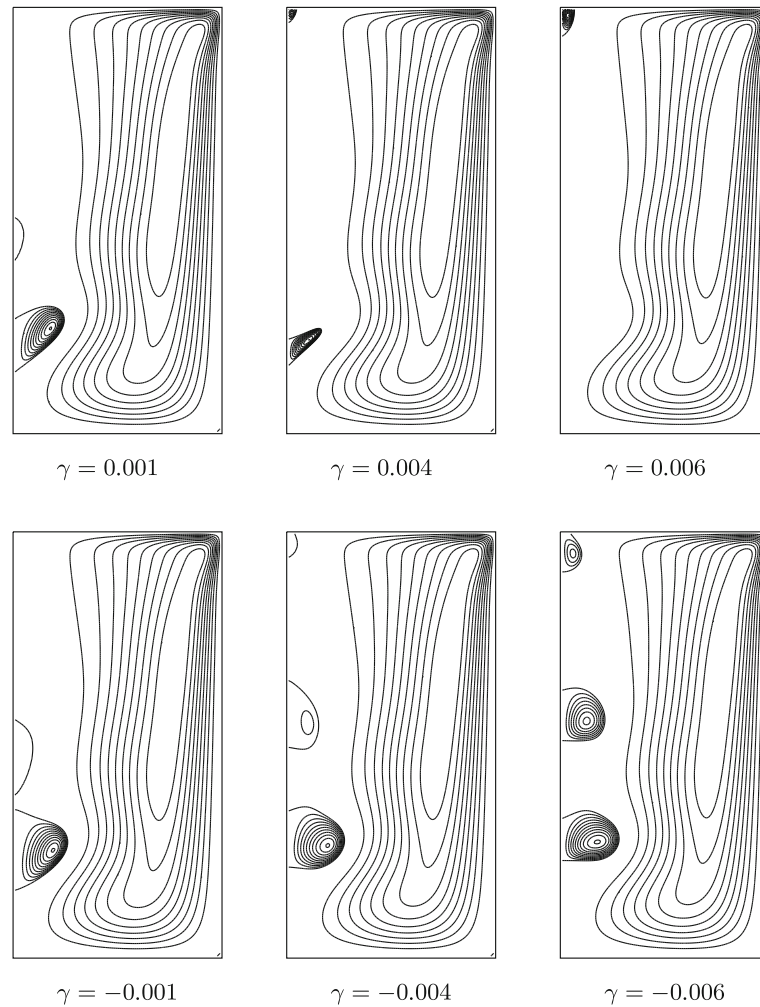 γ = 0.001
γ = 0.004
γ = 0.006
γ = −0.001
γ = −0.004
γ = −0.006